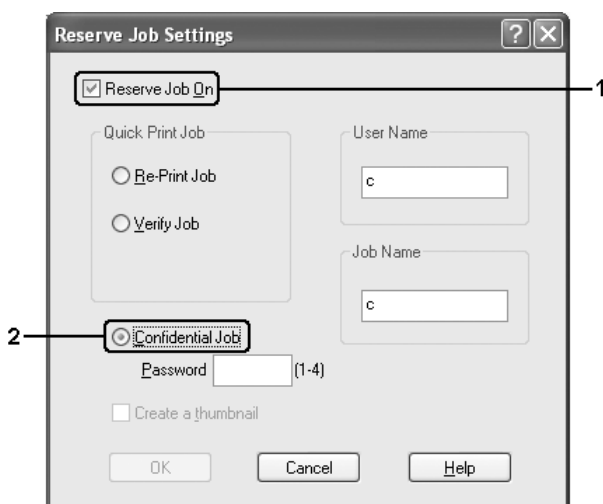 Reserve Job Settings
Reserve Job On
1
Quick Print Job
User Name
Re-Print Job
c
Verify Job
Job Name
c
2
Confidential Job
Password
(1-4)
Create a thumbnail
OK
Cancel
Help